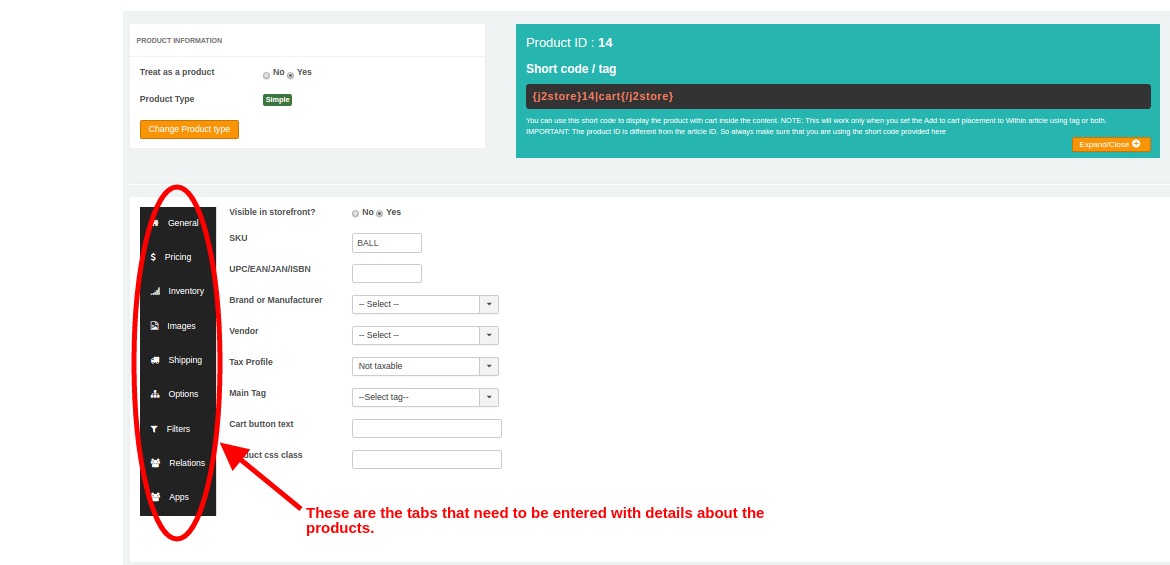 PRODUCT INFORMATION
Treat as a product No Yes
Product Type Simple
Change Product type
Product ID : 14
Short code / tag
{j2store}14|cart{/j2store}
You can use this short code to display the product with cart inside the content. NOTE: This will work only when you set the Add to cart placement to Within article using tag or both.
IMPORTANT: The product ID is different from the article ID. So always make sure that you are using the short code provided here
Expand/Close
General
Pricing
Inventory
Images
Shipping
Options
Filters
Relations
Apps
Visible in storefront? No Yes
SKU BALL
UPC/EAN/JAN/ISBN
Brand or Manufacturer -- Select --
Vendor -- Select --
Tax Profile Not taxable
Main Tag --Select tag--
Cart button text
duct css class
These are the tabs that need to be entered with details about the
products.